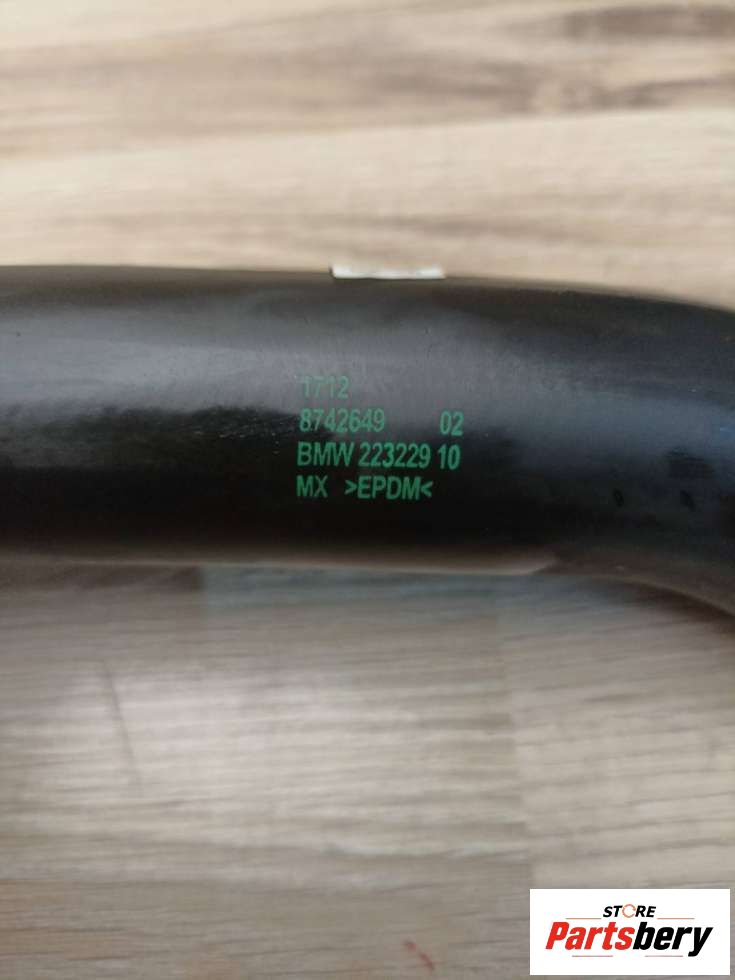 1712
8742649 02
BMW 223229 10
MX >EPDM<
STORE
Partsbery